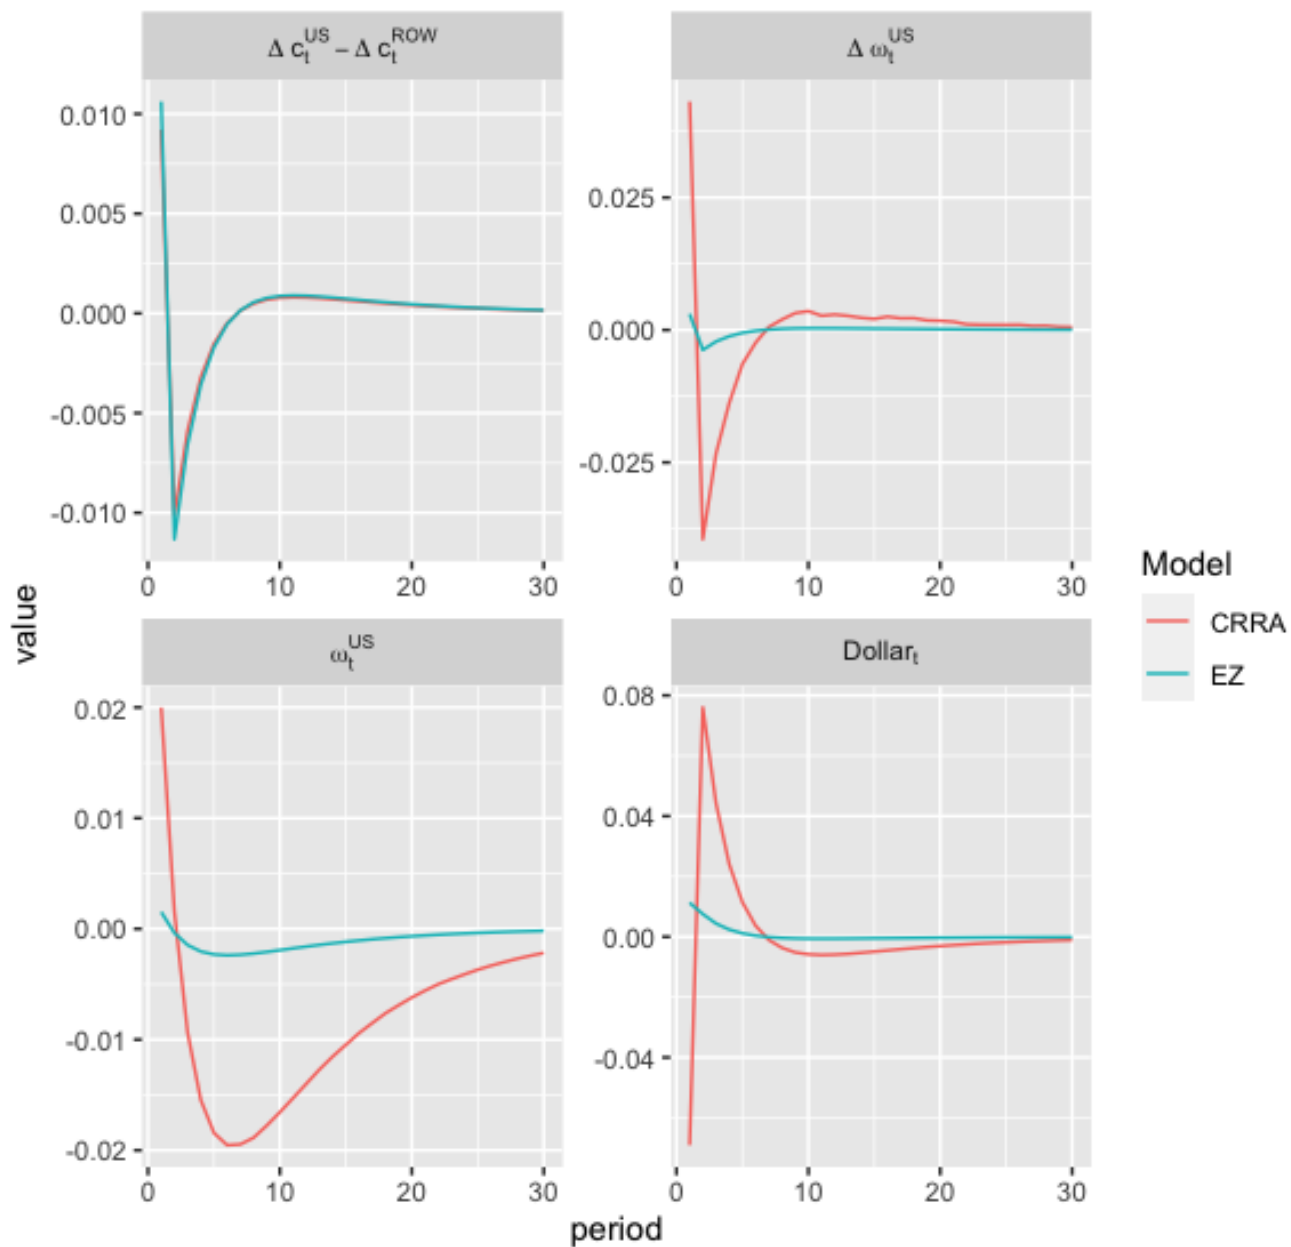 Δ c_t^US – Δ c_t^ROW
Δ ω_t^US
0.010
0.005
0.000
-0.005
-0.010
0.025
0.000
-0.025
0 10 20 30
0 10 20 30
value
Model
CRRA
EZ
ω_t^US
Dollar_t
0.02
0.01
0.00
-0.01
-0.02
0.08
0.04
0.00
-0.04
0 10 20 30
0 10 20 30
period